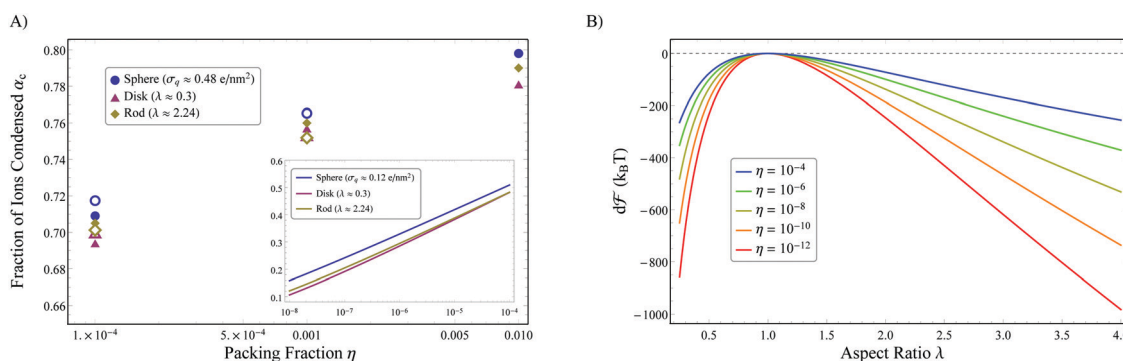 A)
0.80
0.78
0.76
0.74
0.72
0.70
0.68
0.66
Fraction of Ions Condensed α_c
Sphere (σ_q ≈ 0.48 e/nm²)
Disk (λ ≈ 0.3)
Rod (λ ≈ 2.24)
0.6
0.5
0.4
0.3
0.2
0.1
Sphere (σ_q ≈ 0.12 e/nm²)
Disk (λ ≈ 0.3)
Rod (λ ≈ 2.24)
10⁻⁸ 10⁻⁷ 10⁻⁶ 10⁻⁵ 10⁻⁴
1. × 10⁻⁴ 5. × 10⁻⁴ 0.001 0.005 0.010
Packing Fraction η
B)
0
−200
−400
−600
−800
−1000
dℱ (k_BT)
η = 10⁻⁴
η = 10⁻⁶
η = 10⁻⁸
η = 10⁻¹⁰
η = 10⁻¹²
0.5 1.0 1.5 2.0 2.5 3.0 3.5
Aspect Ratio λ